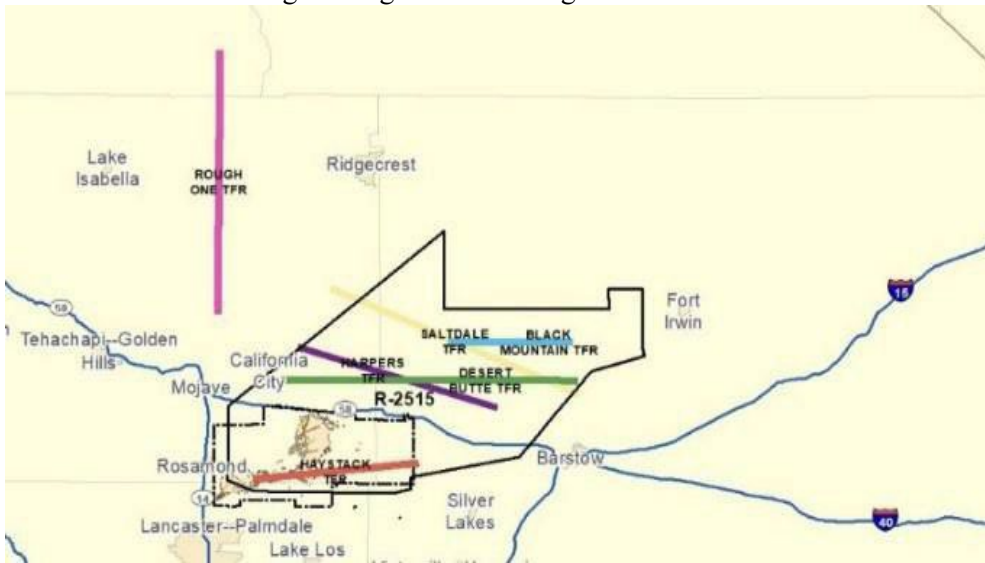 Lake
Isabella
ROUGH
ONE TFR
Ridgecrest
58
Tehachapi--Golden
Hills
Mojave
California
City
HARPERS
TFR
SALTDALE
TFR
BLACK
MOUNTAIN TFR
DESERT
BUTTE TFR
Fort
Irwin
15
R-2515
58
Rosamond
HAYSTACK
TFR
Barstow
14
Silver
Lakes
40
Lancaster--Palmdale
Lake Los